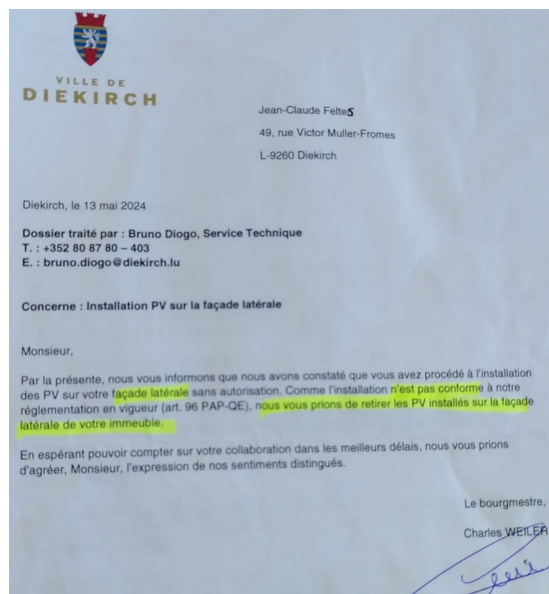 VILLE DE
DIEKIRCH
Jean-Claude Feltes
49, rue Victor Muller-Fromes
L-9260 Diekirch
Diekirch, le 13 mai 2024
Dossier traité par : Bruno Diogo, Service Technique
T. : +352 80 87 80 – 403
E. : bruno.diogo@diekirch.lu
Concerne : Installation PV sur la façade latérale
Monsieur,
Par la présente, nous vous informons que nous avons constaté que vous avez procédé à l'installation
des PV sur votre façade latérale sans autorisation. Comme l'installation n'est pas conforme à notre
réglementation en vigueur (art. 96 PAP-QE), nous vous prions de retirer les PV installés sur la façade
latérale de votre immeuble.
En espérant pouvoir compter sur votre collaboration dans les meilleurs délais, nous vous prions
d'agréer, Monsieur, l'expression de nos sentiments distingués.
Le bourgmestre,
Charles WEILER